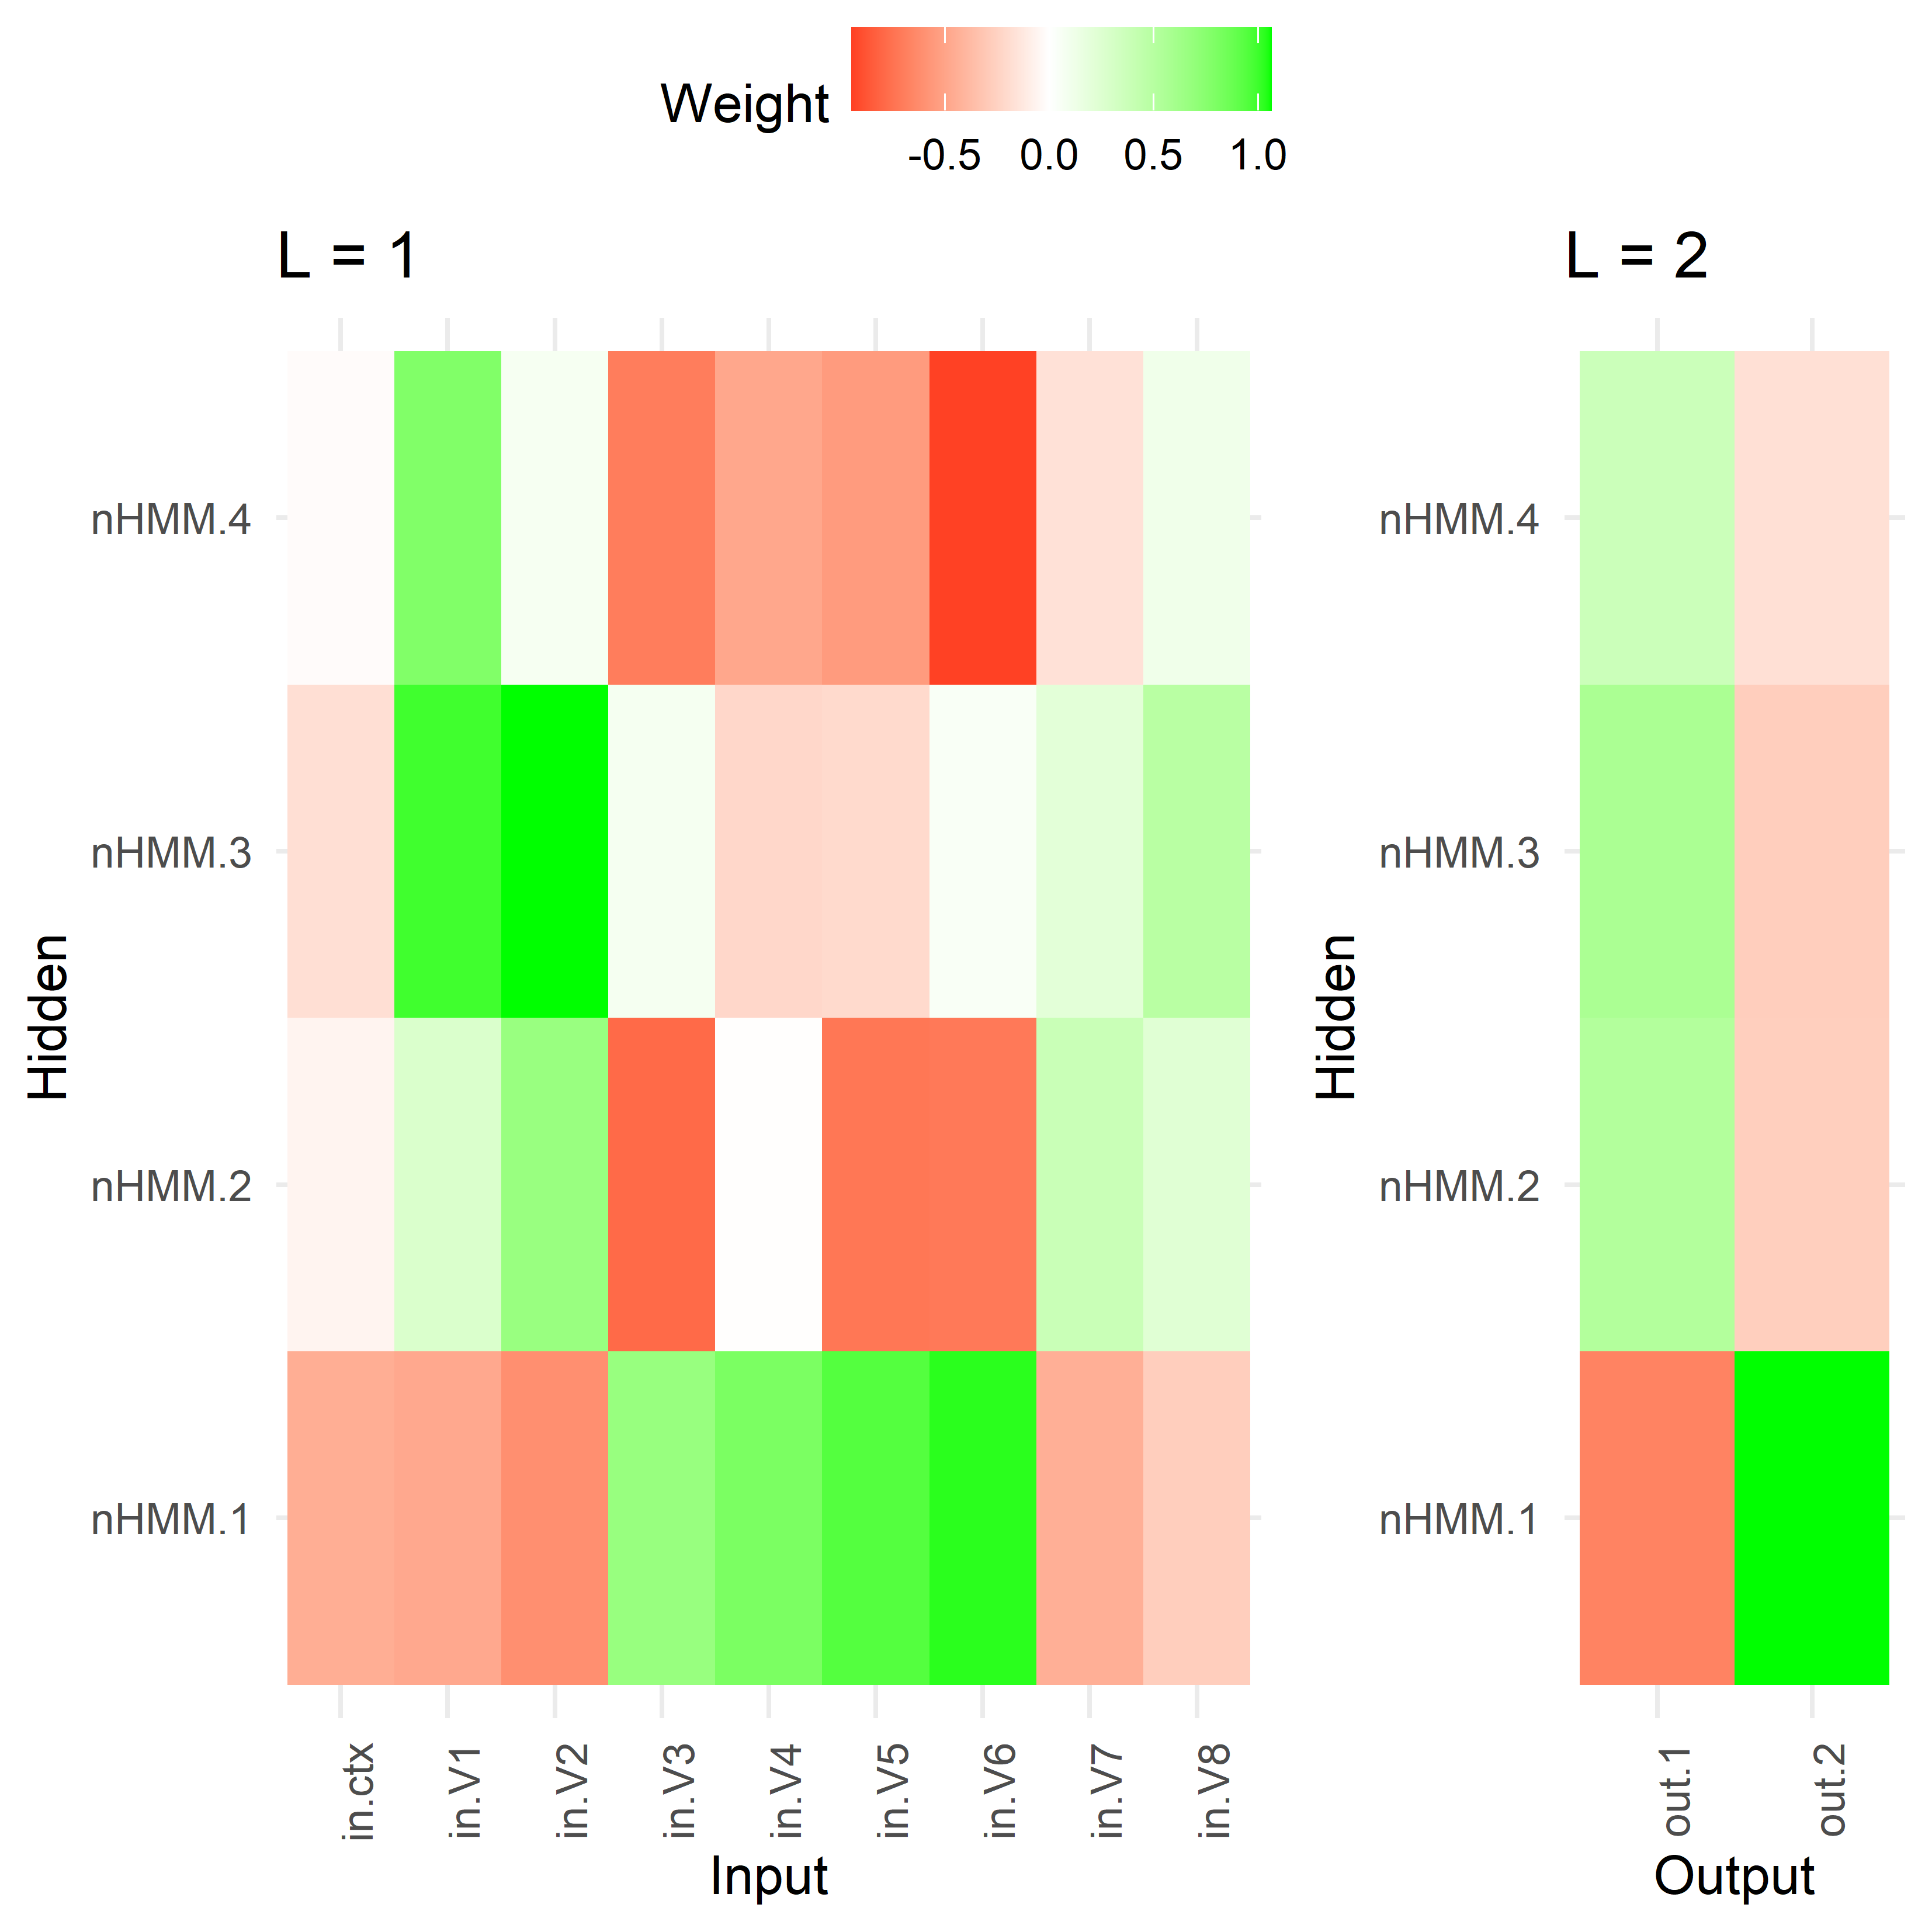 Weight
-0.5 0.0 0.5 1.0
L = 1
Hidden
nHMM.4
nHMM.3
nHMM.2
nHMM.1
in.ctx in.V1 in.V2 in.V3 in.V4 in.V5 in.V6 in.V7 in.V8
Input
L = 2
Hidden
nHMM.4
nHMM.3
nHMM.2
nHMM.1
out.1 out.2
Output